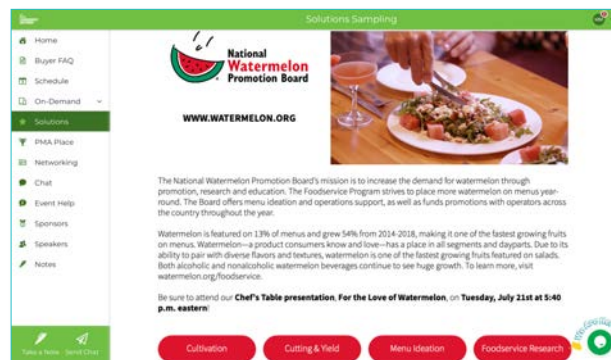 Solutions Sampling
Home
Buyer FAQ
Schedule
On-Demand
Solutions
PMA Place
Networking
Chat
Event Help
Sponsors
Speakers
Notes
Take a Note
Send Chat
National
Watermelon
Promotion Board
WWW.WATERMELON.ORG
The National Watermelon Promotion Board's mission is to increase the demand for watermelon through
promotion, research and education. The Foodservice Program strives to place more watermelon on menus year-
round. The Board offers menu ideation and operations support, as well as funds promotions with operators across
the country throughout the year.
Watermelon is featured on 13% of menus and grew 54% from 2014-2018, making it one of the fastest growing fruits
on menus. Watermelon—a product consumers know and love—has a place in all segments and dayparts. Due to its
ability to pair with diverse flavors and textures, watermelon is one of the fastest growing fruits featured on salads.
Both alcoholic and nonalcoholic watermelon beverages continue to see huge growth. To learn more, visit
watermelon.org/foodservice.
Be sure to attend our Chef's Table presentation, For the Love of Watermelon, on Tuesday, July 21st at 5:40
p.m. eastern!
Cultivation
Cutting & Yield
Menu Ideation
Foodservice Research